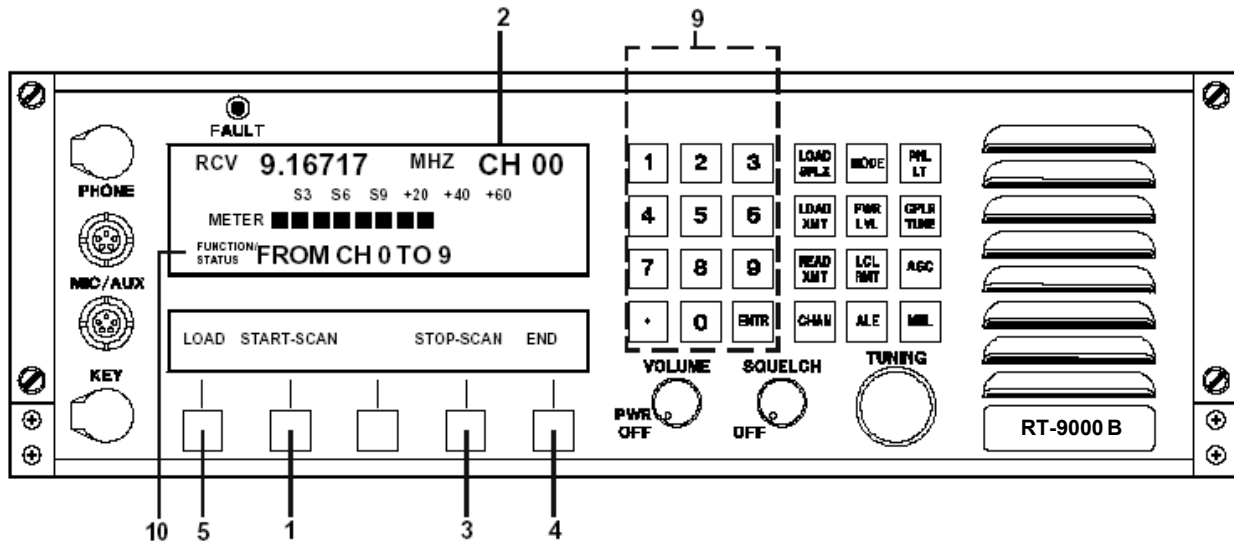 2
9
FAULT
RCV 9.16717 MHZ CH 00
S3 S6 S9 +20 +40 +60
METER
FUNCTION/
STATUS FROM CH 0 TO 9
PHONE
MIC/AUX
KEY
LOAD START-SCAN STOP-SCAN END
1 2 3
4 5 6
7 8 9
• 0 ENTR
LOAD
SPLX
MODE
PNL
LT
LOAD
XMT
PWR
LVL
CPLR
TUNE
READ
XMT
LCL
RMT
AGC
CHAN ALE
VOLUME SQUELCH TUNING
PWR
OFF
OFF
RT-9000 B
10 5 1 3 4